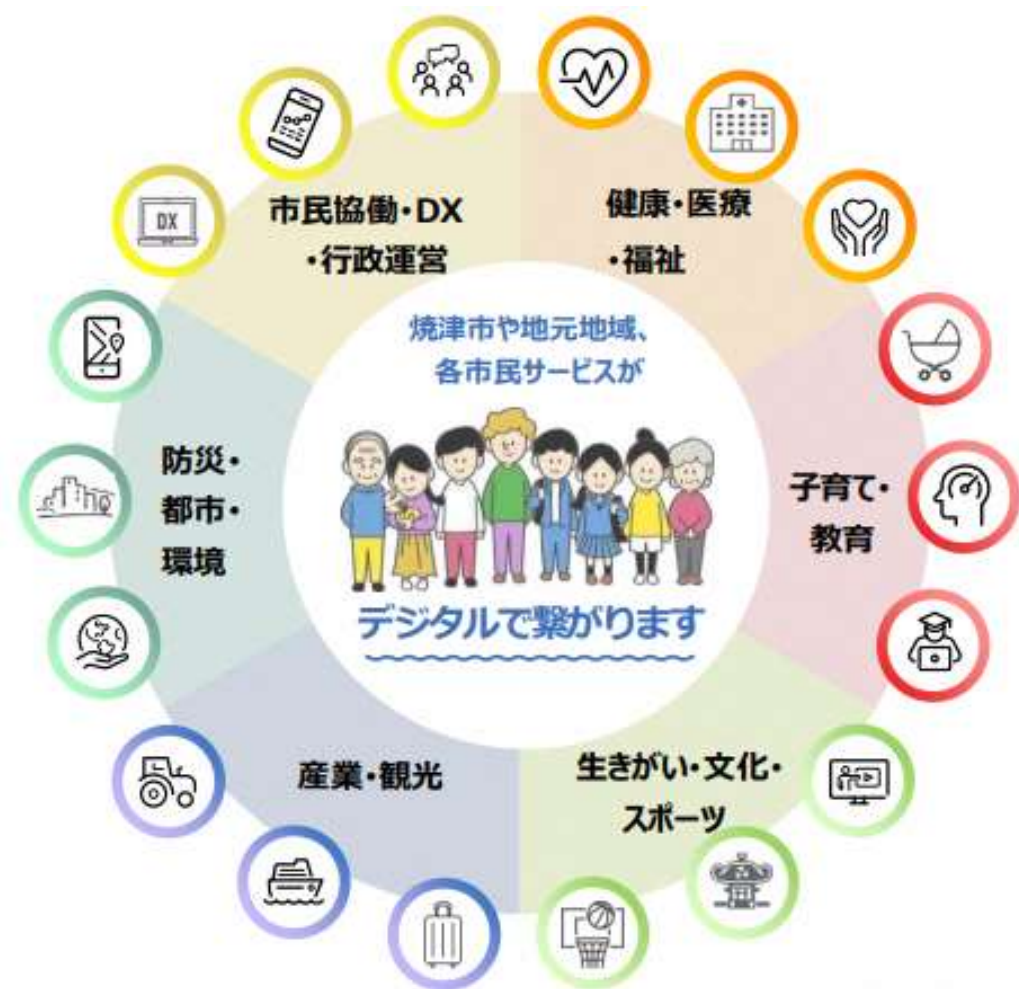 市民協働・DX
・行政運営
健康・医療
・福祉
DX
焼津市や地元地域、
各市民サービスが
防災・
都市・
環境
子育て・
教育
デジタルで繋がります
産業・観光
生きがい・文化・
スポーツ